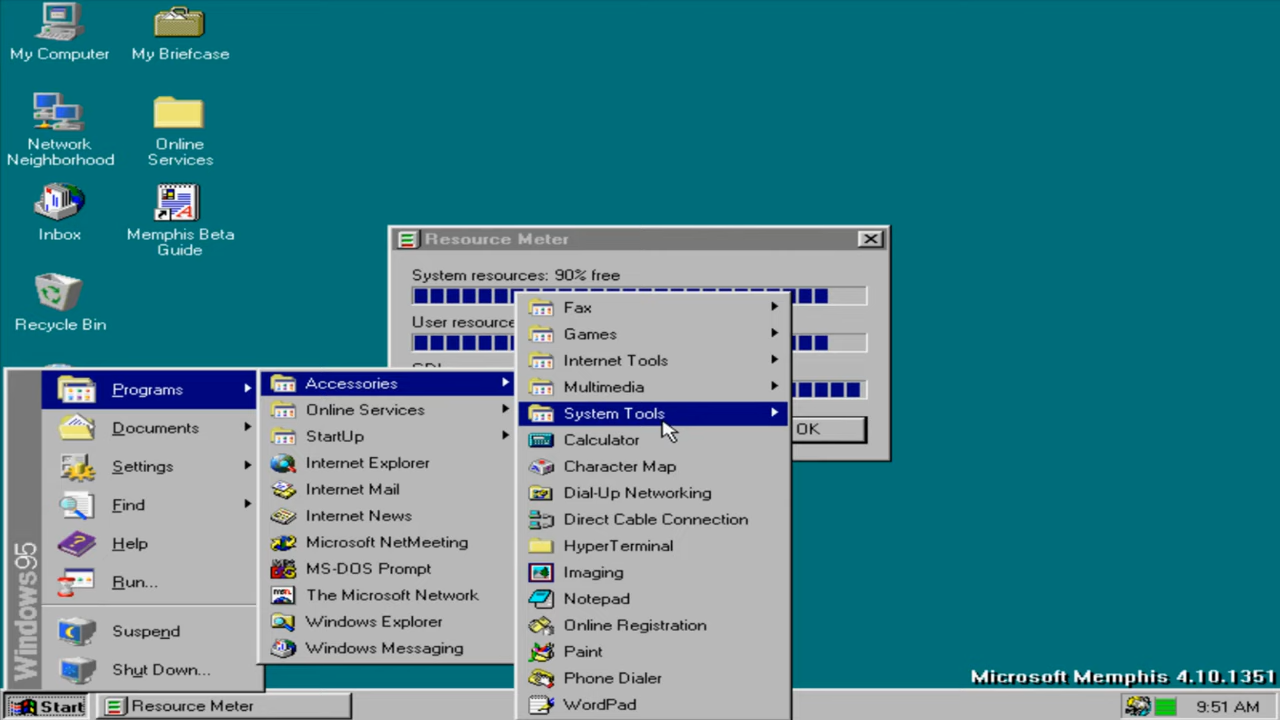 My Computer
My Briefcase
Network
Neighborhood
Online
Services
Inbox
Memphis Beta
Guide
Recycle Bin
Resource Meter
System resources: 90% free
User resource
OK
Programs
Documents
Settings
Find
Help
Run...
Suspend
Shut Down...
Windows95
Accessories
Online Services
StartUp
Internet Explorer
Internet Mail
Internet News
Microsoft NetMeeting
MS-DOS Prompt
The Microsoft Network
Windows Explorer
Windows Messaging
Fax
Games
Internet Tools
Multimedia
System Tools
Calculator
Character Map
Dial-Up Networking
Direct Cable Connection
HyperTerminal
Imaging
Notepad
Online Registration
Paint
Phone Dialer
WordPad
Microsoft Memphis 4.10.1351
Start
Resource Meter
9:51 AM